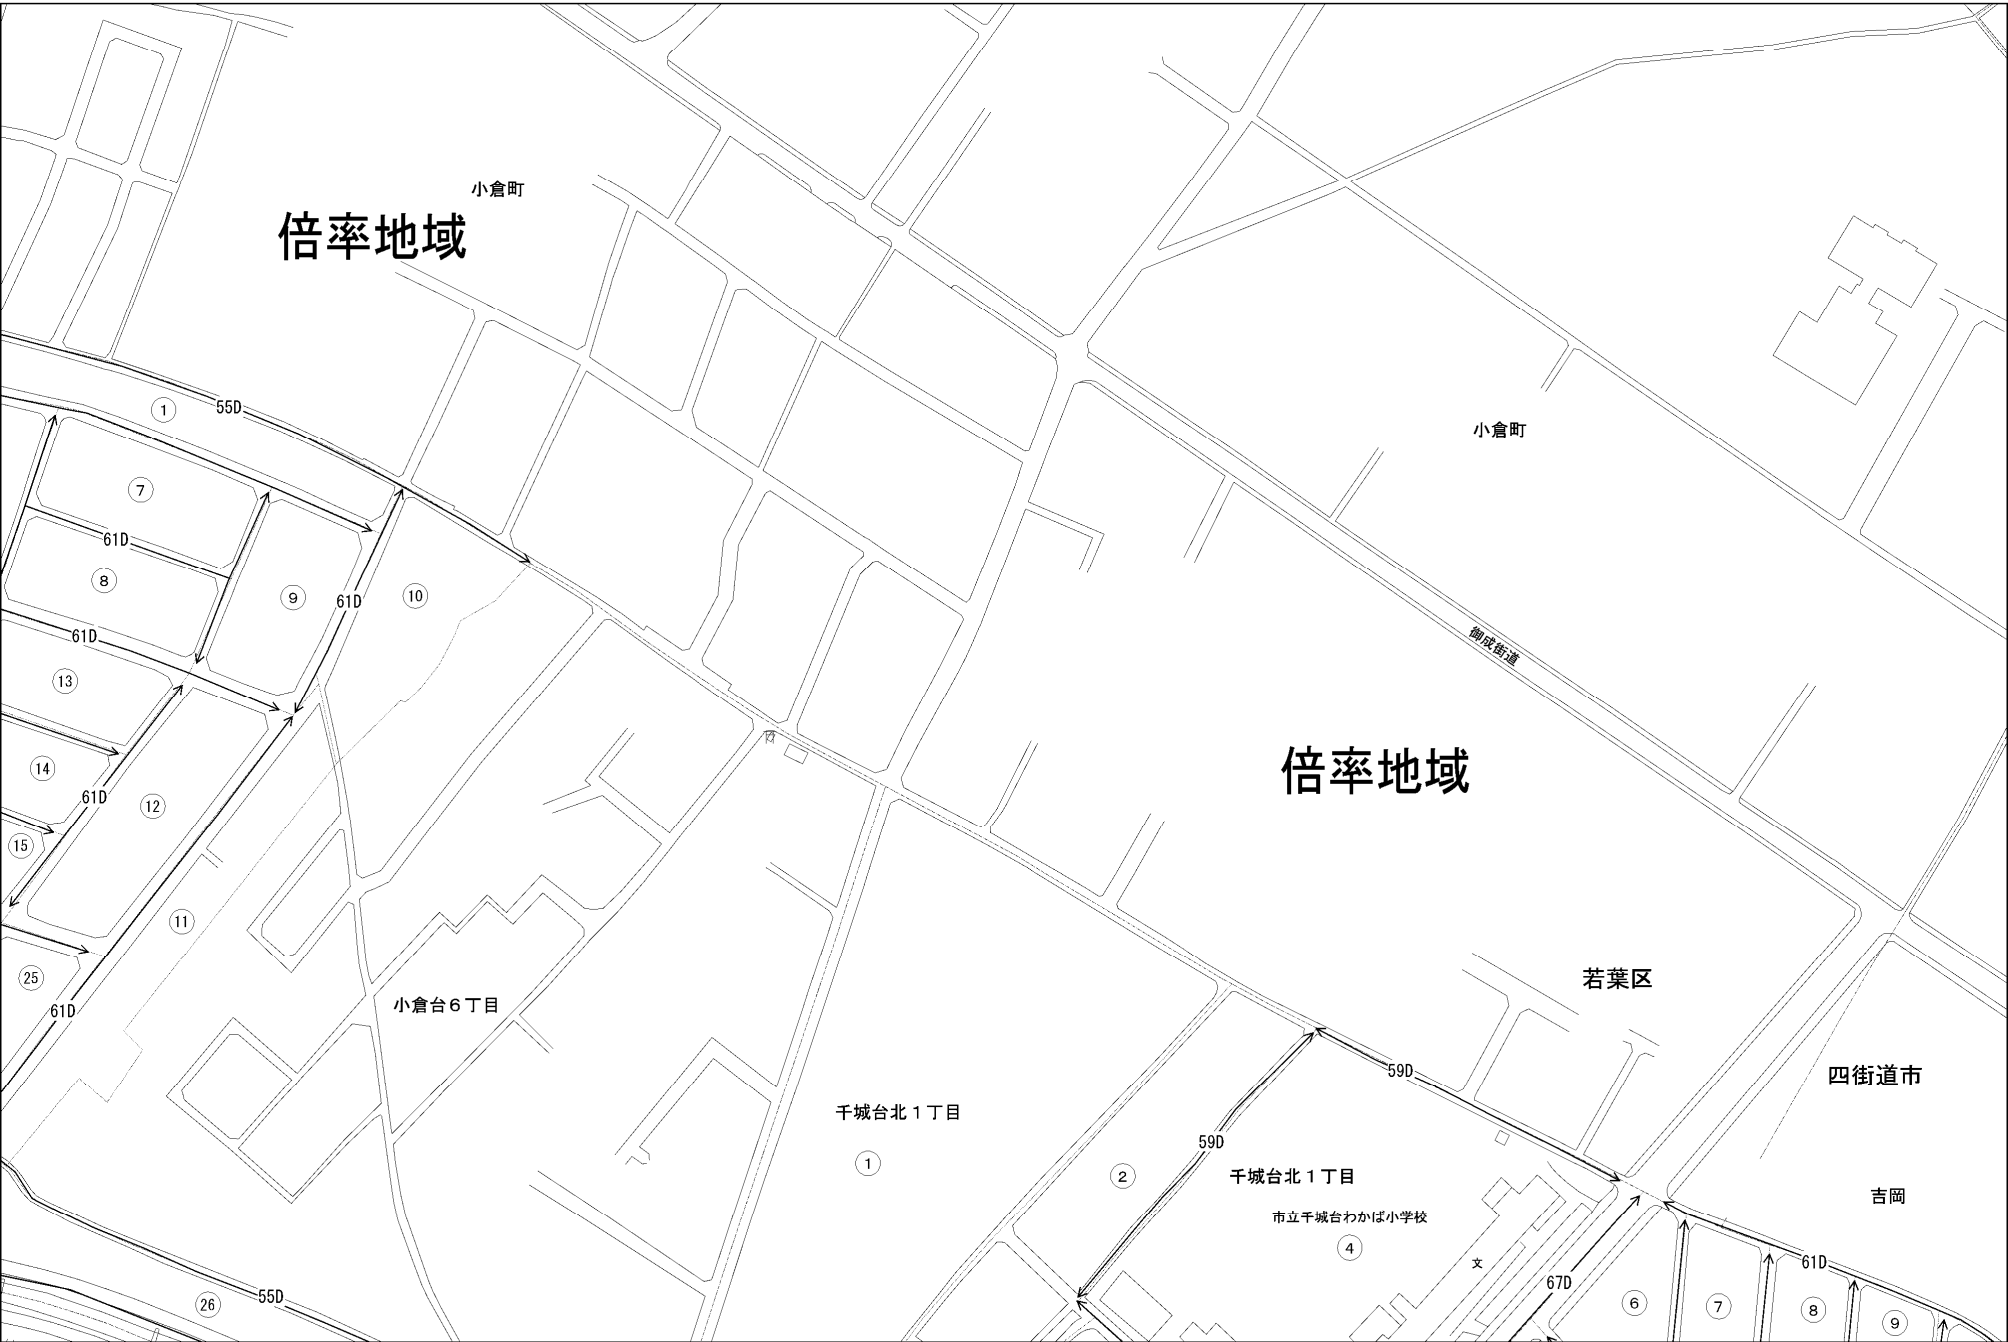 小倉町
倍率地域
55D
①
小倉町
⑦
61D
⑧
⑨
61D
⑩
61D
御成街道
⑬
⑭
61D
⑫
倍率地域
⑮
⑪
若葉区
㉕
61D
小倉台６丁目
59D
四街道市
千城台北１丁目
①
59D
②
千城台北１丁目
吉岡
市立千城台わかば小学校
④
文
61D
67D
55D
㉖
⑥
⑦
⑧
⑨